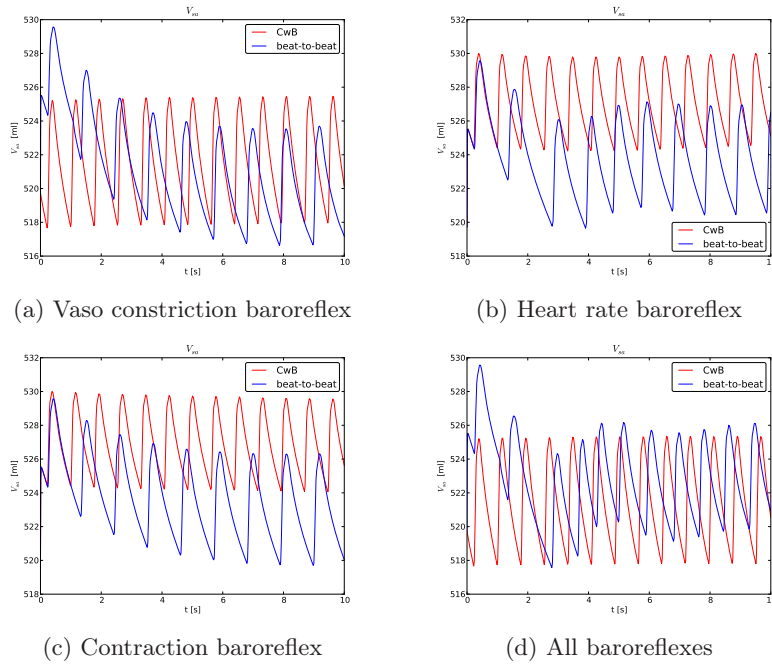 V_sa
530
528
526
524
522
520
518
516
V_sa [ml]
CwB
beat-to-beat
0 2 4 6 8 10
t [s]
(a) Vaso constriction baroreflex
V_sa
532
530
528
526
524
522
520
518
V_sa [ml]
CwB
beat-to-beat
0 2 4 6 8 1
t [s]
(b) Heart rate baroreflex
V_sa
532
530
528
526
524
522
520
518
V_sa [ml]
CwB
beat-to-beat
0 2 4 6 8 10
t [s]
(c) Contraction baroreflex
V_sa
530
528
526
524
522
520
518
516
V_sa [ml]
CwB
beat-to-beat
0 2 4 6 8 1
t [s]
(d) All baroreflexes